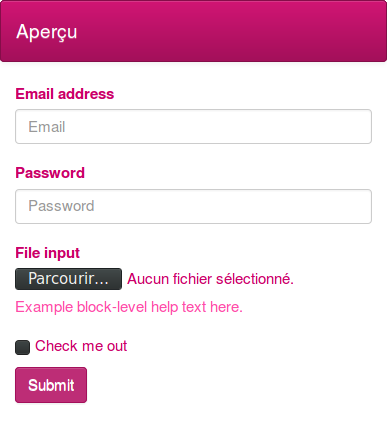 Aperçu
Email address
Email
Password
Password
File input
Parcourir... Aucun fichier sélectionné.
Example block-level help text here.
Check me out
Submit